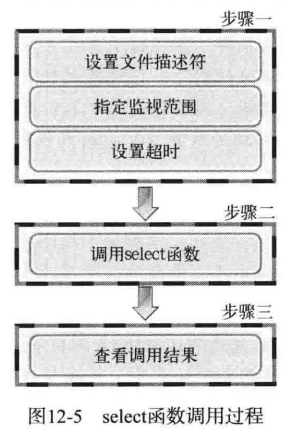 步骤一
设置文件描述符
指定监视范围
设置超时
步骤二
调用select函数
步骤三
查看调用结果
图12-5 select函数调用过程